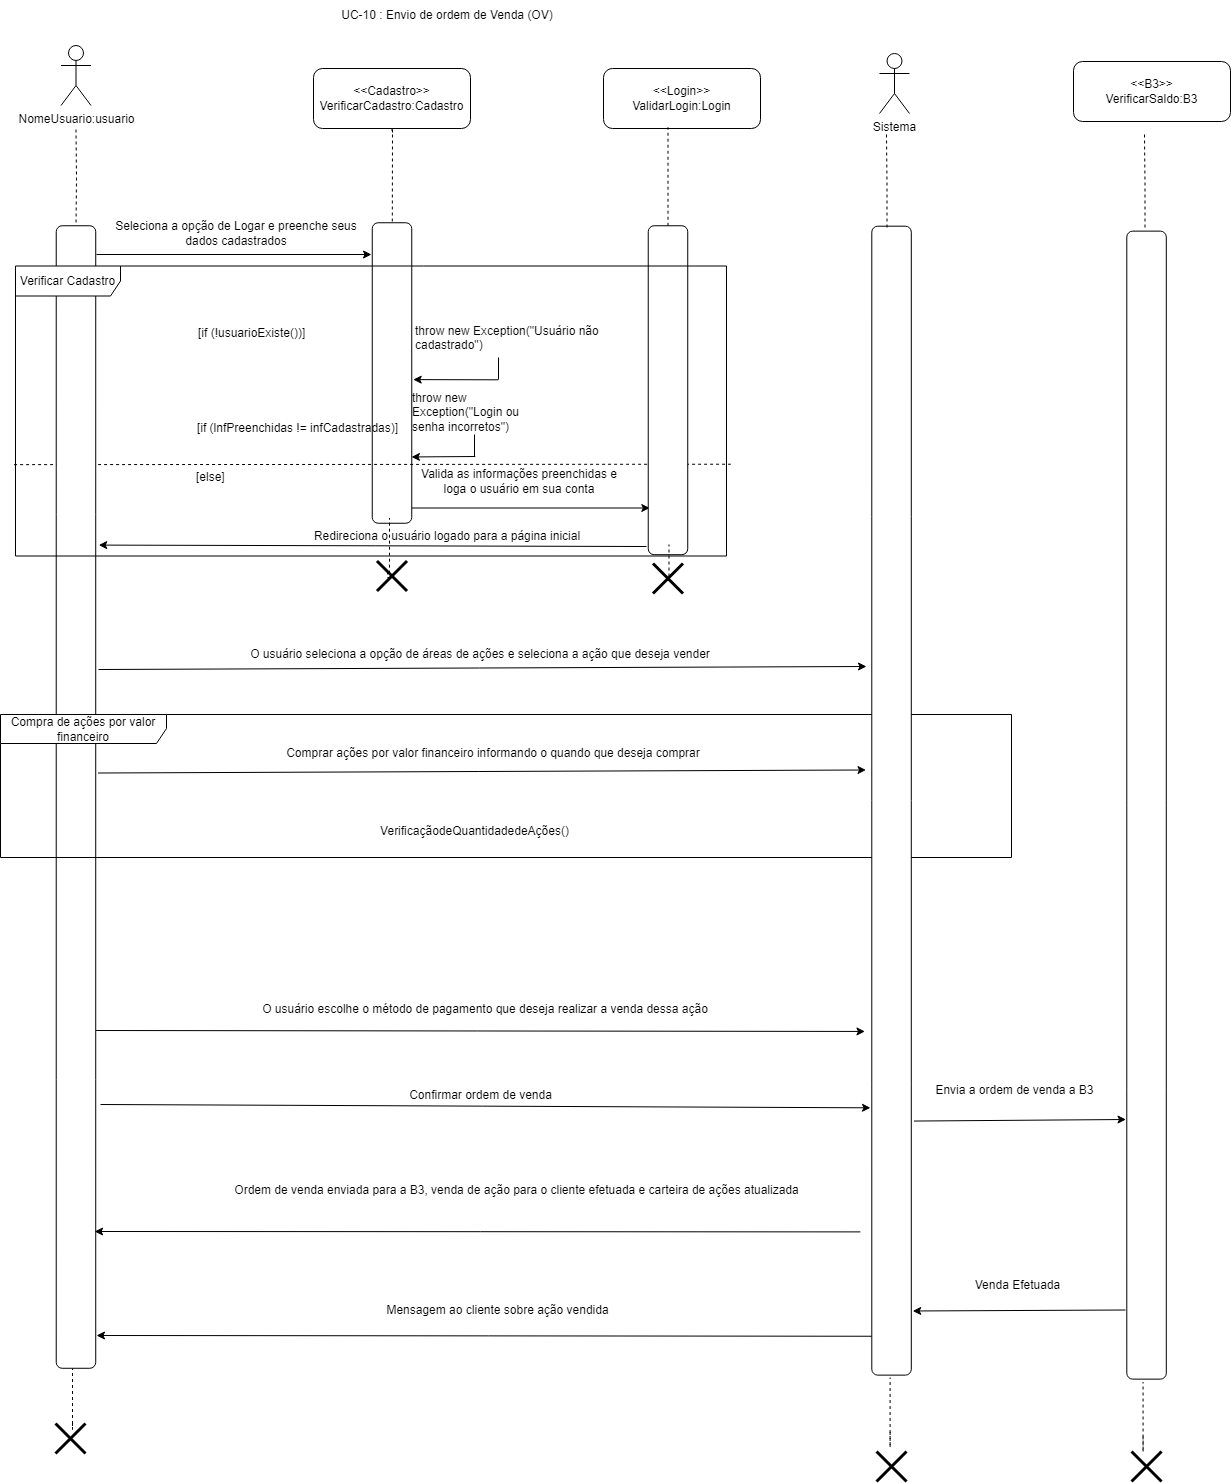 UC-10 : Envio de ordem de Venda (OV)
NomeUsuario:usuario
<<Cadastro>>
VerificarCadastro:Cadastro
<<Login>>
ValidarLogin:Login
Sistema
<<B3>>
VerificarSaldo:B3
Seleciona a opção de Logar e preenche seus
dados cadastrados
Verificar Cadastro
[if (!usuarioExiste())]
throw new Exception("Usuário não
cadastrado")
throw new
Exception("Login ou
senha incorretos")
[if (InfPreenchidas != infCadastradas)]
[else]
Valida as informações preenchidas e
loga o usuário em sua conta
Redireciona o usuário logado para a página inicial
O usuário seleciona a opção de áreas de ações e seleciona a ação que deseja vender
Compra de ações por valor
financeiro
Comprar ações por valor financeiro informando o quando que deseja comprar
VerificaçãodeQuantidadedeAções()
O usuário escolhe o método de pagamento que deseja realizar a venda dessa ação
Confirmar ordem de venda
Envia a ordem de venda a B3
Ordem de venda enviada para a B3, venda de ação para o cliente efetuada e carteira de ações atualizada
Venda Efetuada
Mensagem ao cliente sobre ação vendida